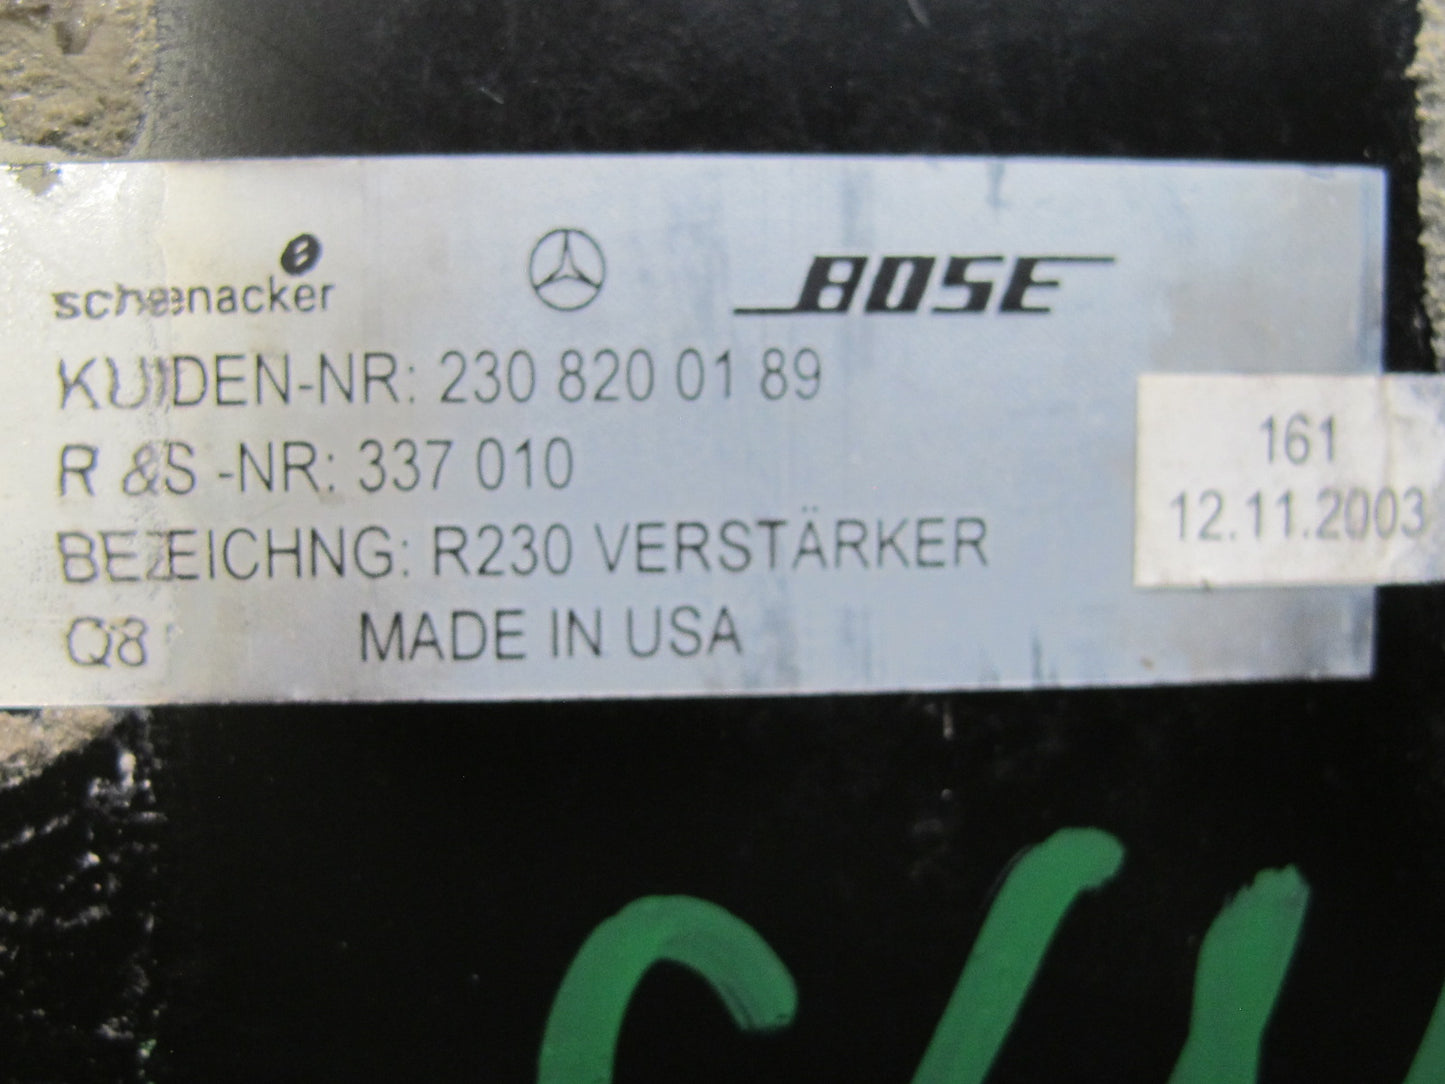 schefenacker
BOSE
KUNDEN-NR: 230 820 01 89
R &S -NR: 337 010
BEZEICHNG: R230 VERSTÄRKER
Q8 MADE IN USA
161
12.11.2003